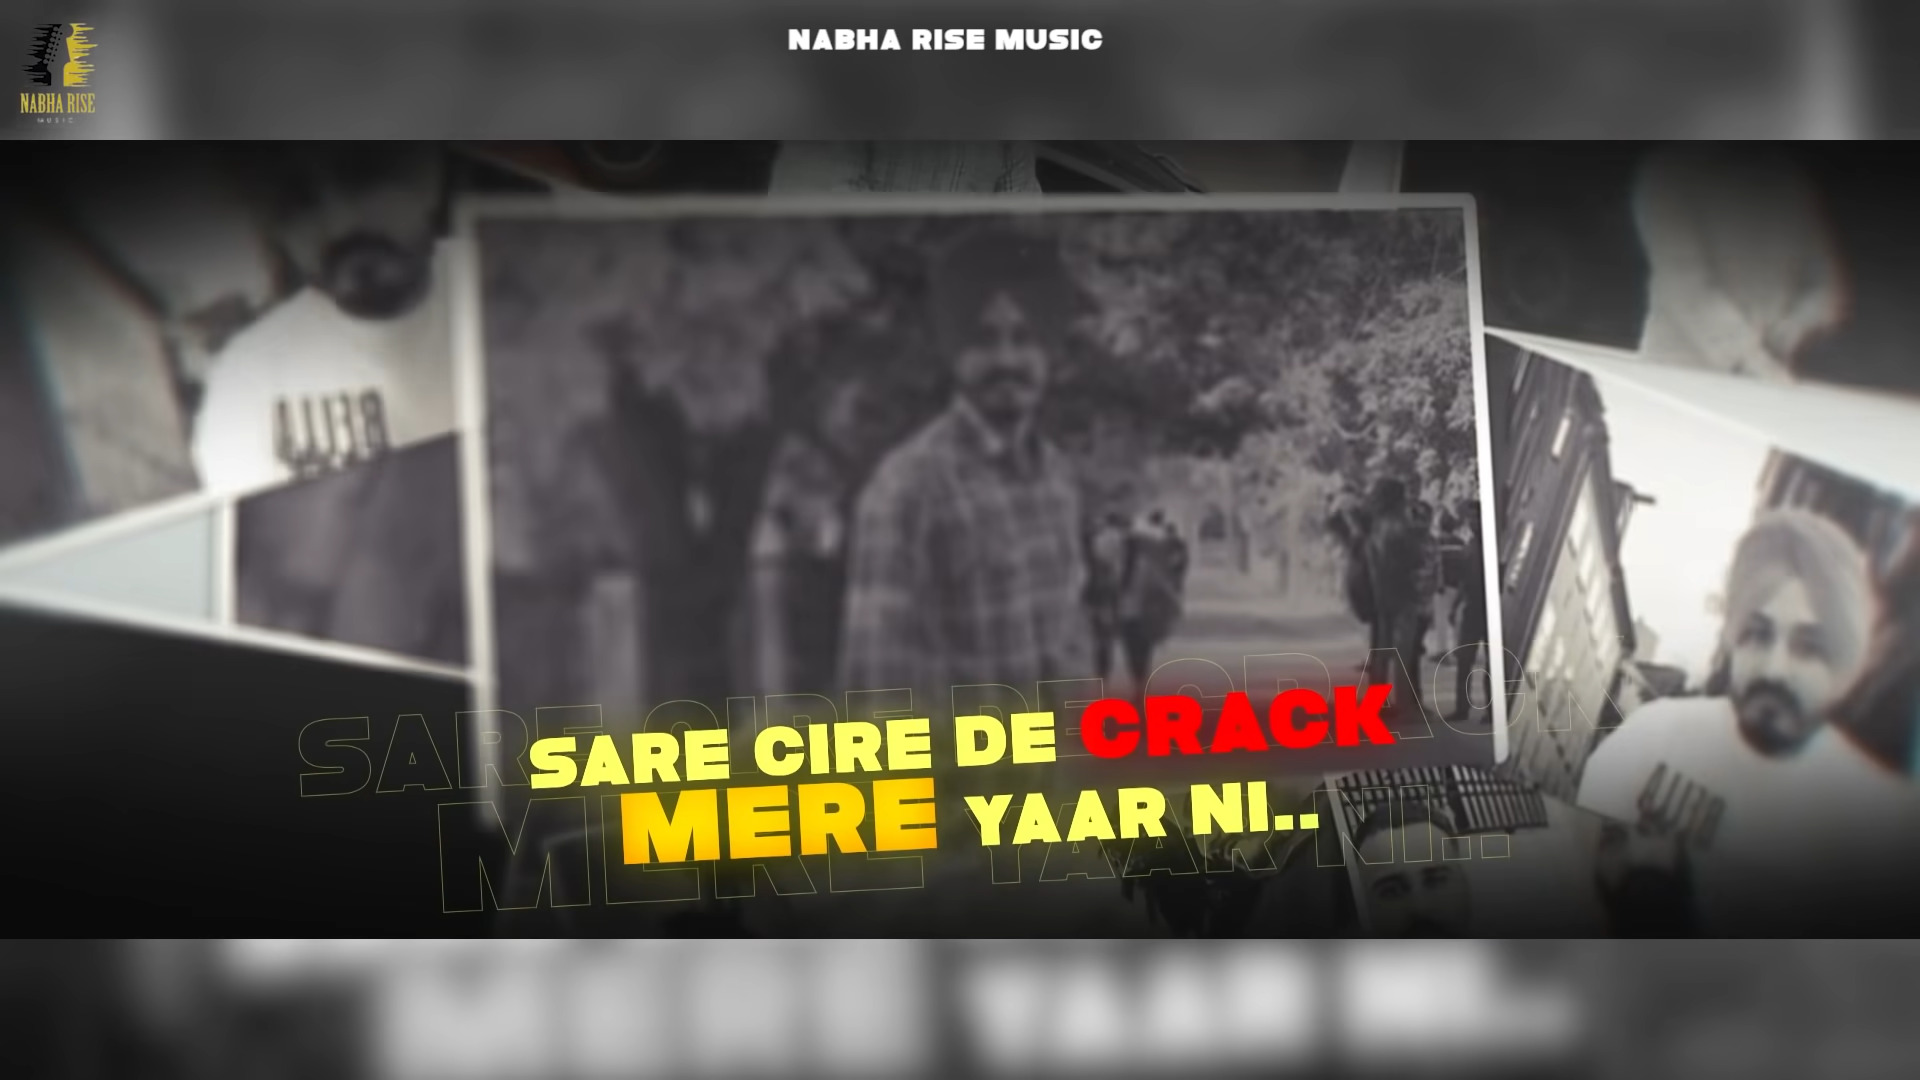 NABHA RISE MUSIC
NABHA RISE
MUSIC
SARE CIRE DE CRACK
MERE YAAR NI..